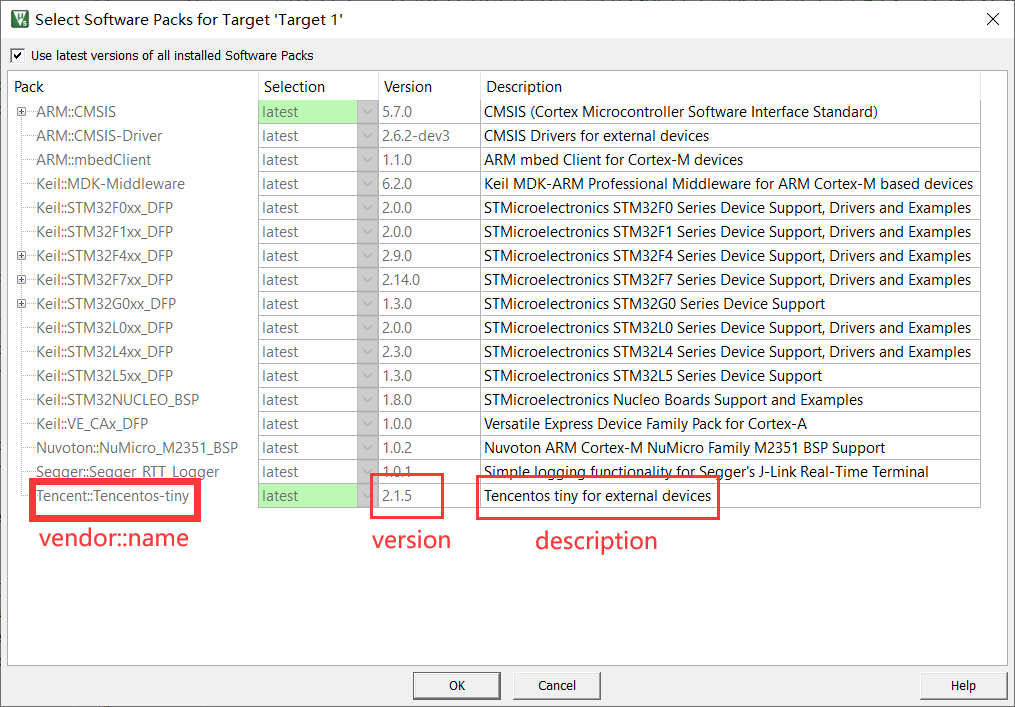 Select Software Packs for Target 'Target 1'
Use latest versions of all installed Software Packs
Pack Selection Version Description
ARM::CMSIS latest 5.7.0 CMSIS (Cortex Microcontroller Software Interface Standard)
ARM::CMSIS-Driver latest 2.6.2-dev3 CMSIS Drivers for external devices
ARM::mbedClient latest 1.1.0 ARM mbed Client for Cortex-M devices
Keil::MDK-Middleware latest 6.2.0 Keil MDK-ARM Professional Middleware for ARM Cortex-M based devices
Keil::STM32F0xx_DFP latest 2.0.0 STMicroelectronics STM32F0 Series Device Support, Drivers and Examples
Keil::STM32F1xx_DFP latest 2.0.0 STMicroelectronics STM32F1 Series Device Support, Drivers and Examples
Keil::STM32F4xx_DFP latest 2.9.0 STMicroelectronics STM32F4 Series Device Support, Drivers and Examples
Keil::STM32F7xx_DFP latest 2.14.0 STMicroelectronics STM32F7 Series Device Support, Drivers and Examples
Keil::STM32G0xx_DFP latest 1.3.0 STMicroelectronics STM32G0 Series Device Support
Keil::STM32L0xx_DFP latest 2.0.0 STMicroelectronics STM32L0 Series Device Support, Drivers and Examples
Keil::STM32L4xx_DFP latest 2.3.0 STMicroelectronics STM32L4 Series Device Support, Drivers and Examples
Keil::STM32L5xx_DFP latest 1.3.0 STMicroelectronics STM32L5 Series Device Support
Keil::STM32NUCLEO_BSP latest 1.8.0 STMicroelectronics Nucleo Boards Support and Examples
Keil::VE_CAx_DFP latest 1.0.0 Versatile Express Device Family Pack for Cortex-A
Nuvoton::NuMicro_M2351_BSP latest 1.0.2 Nuvoton ARM Cortex-M NuMicro Family M2351 BSP Support
Segger::Segger_RTT_Logger latest 1.0.1 Simple logging functionality for Segger's J-Link Real-Time Terminal
Tencent::Tencentos-tiny latest 2.1.5 Tencentos tiny for external devices
vendor::name version description
OK Cancel Help